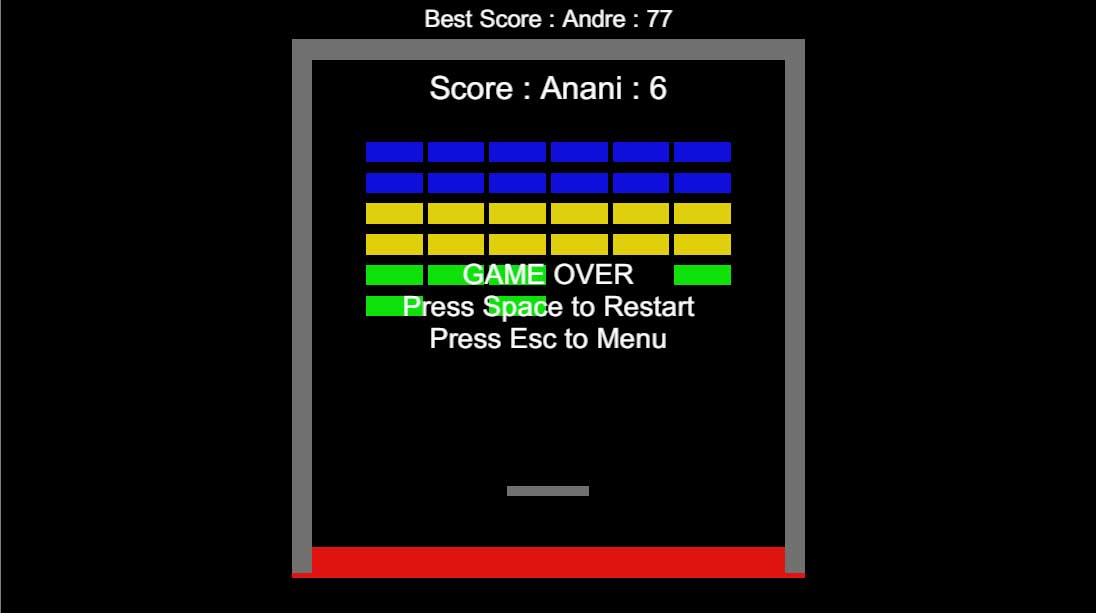 Best Score : Andre : 77
Score : Anani : 6
GAME OVER
Press Space to Restart
Press Esc to Menu